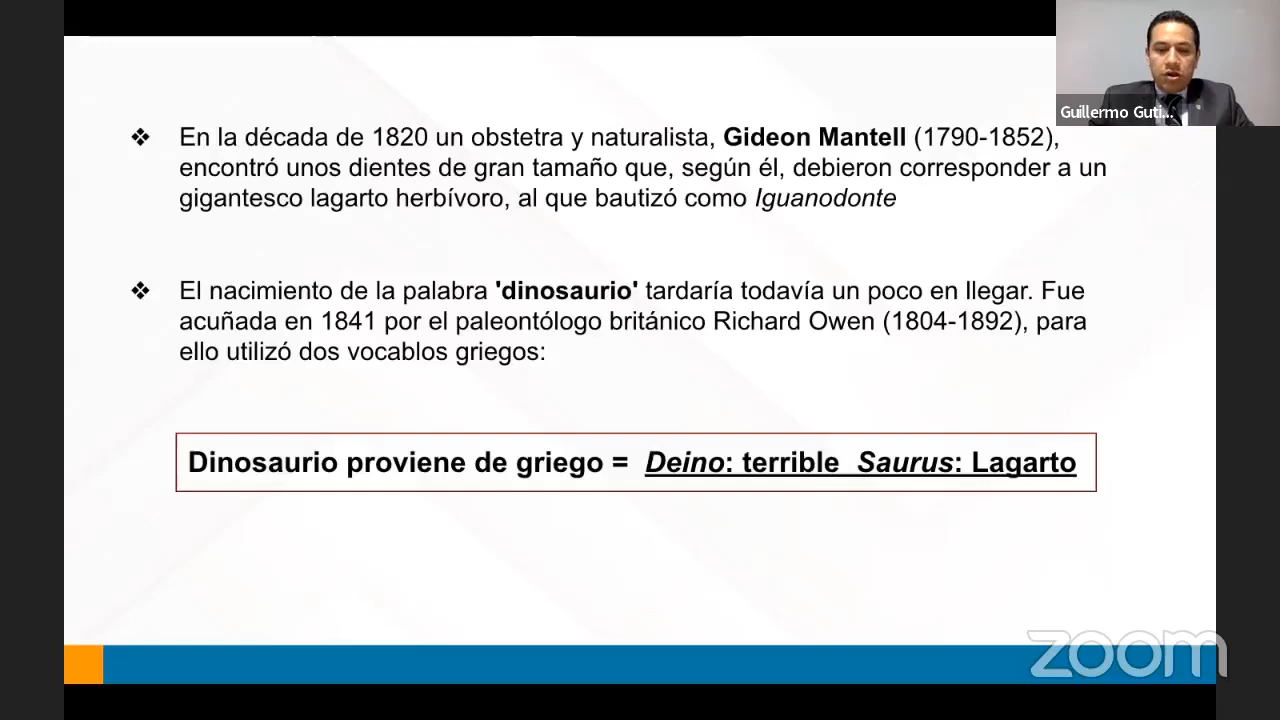 Guillermo Guti...
❖ En la década de 1820 un obstetra y naturalista, Gideon Mantell (1790-1852),
encontró unos dientes de gran tamaño que, según él, debieron corresponder a un
gigantesco lagarto herbívoro, al que bautizó como Iguanodonte
❖ El nacimiento de la palabra 'dinosaurio' tardaría todavía un poco en llegar. Fue
acuñada en 1841 por el paleontólogo británico Richard Owen (1804-1892), para
ello utilizó dos vocablos griegos:
Dinosaurio proviene de griego = Deino: terrible Saurus: Lagarto
zoom